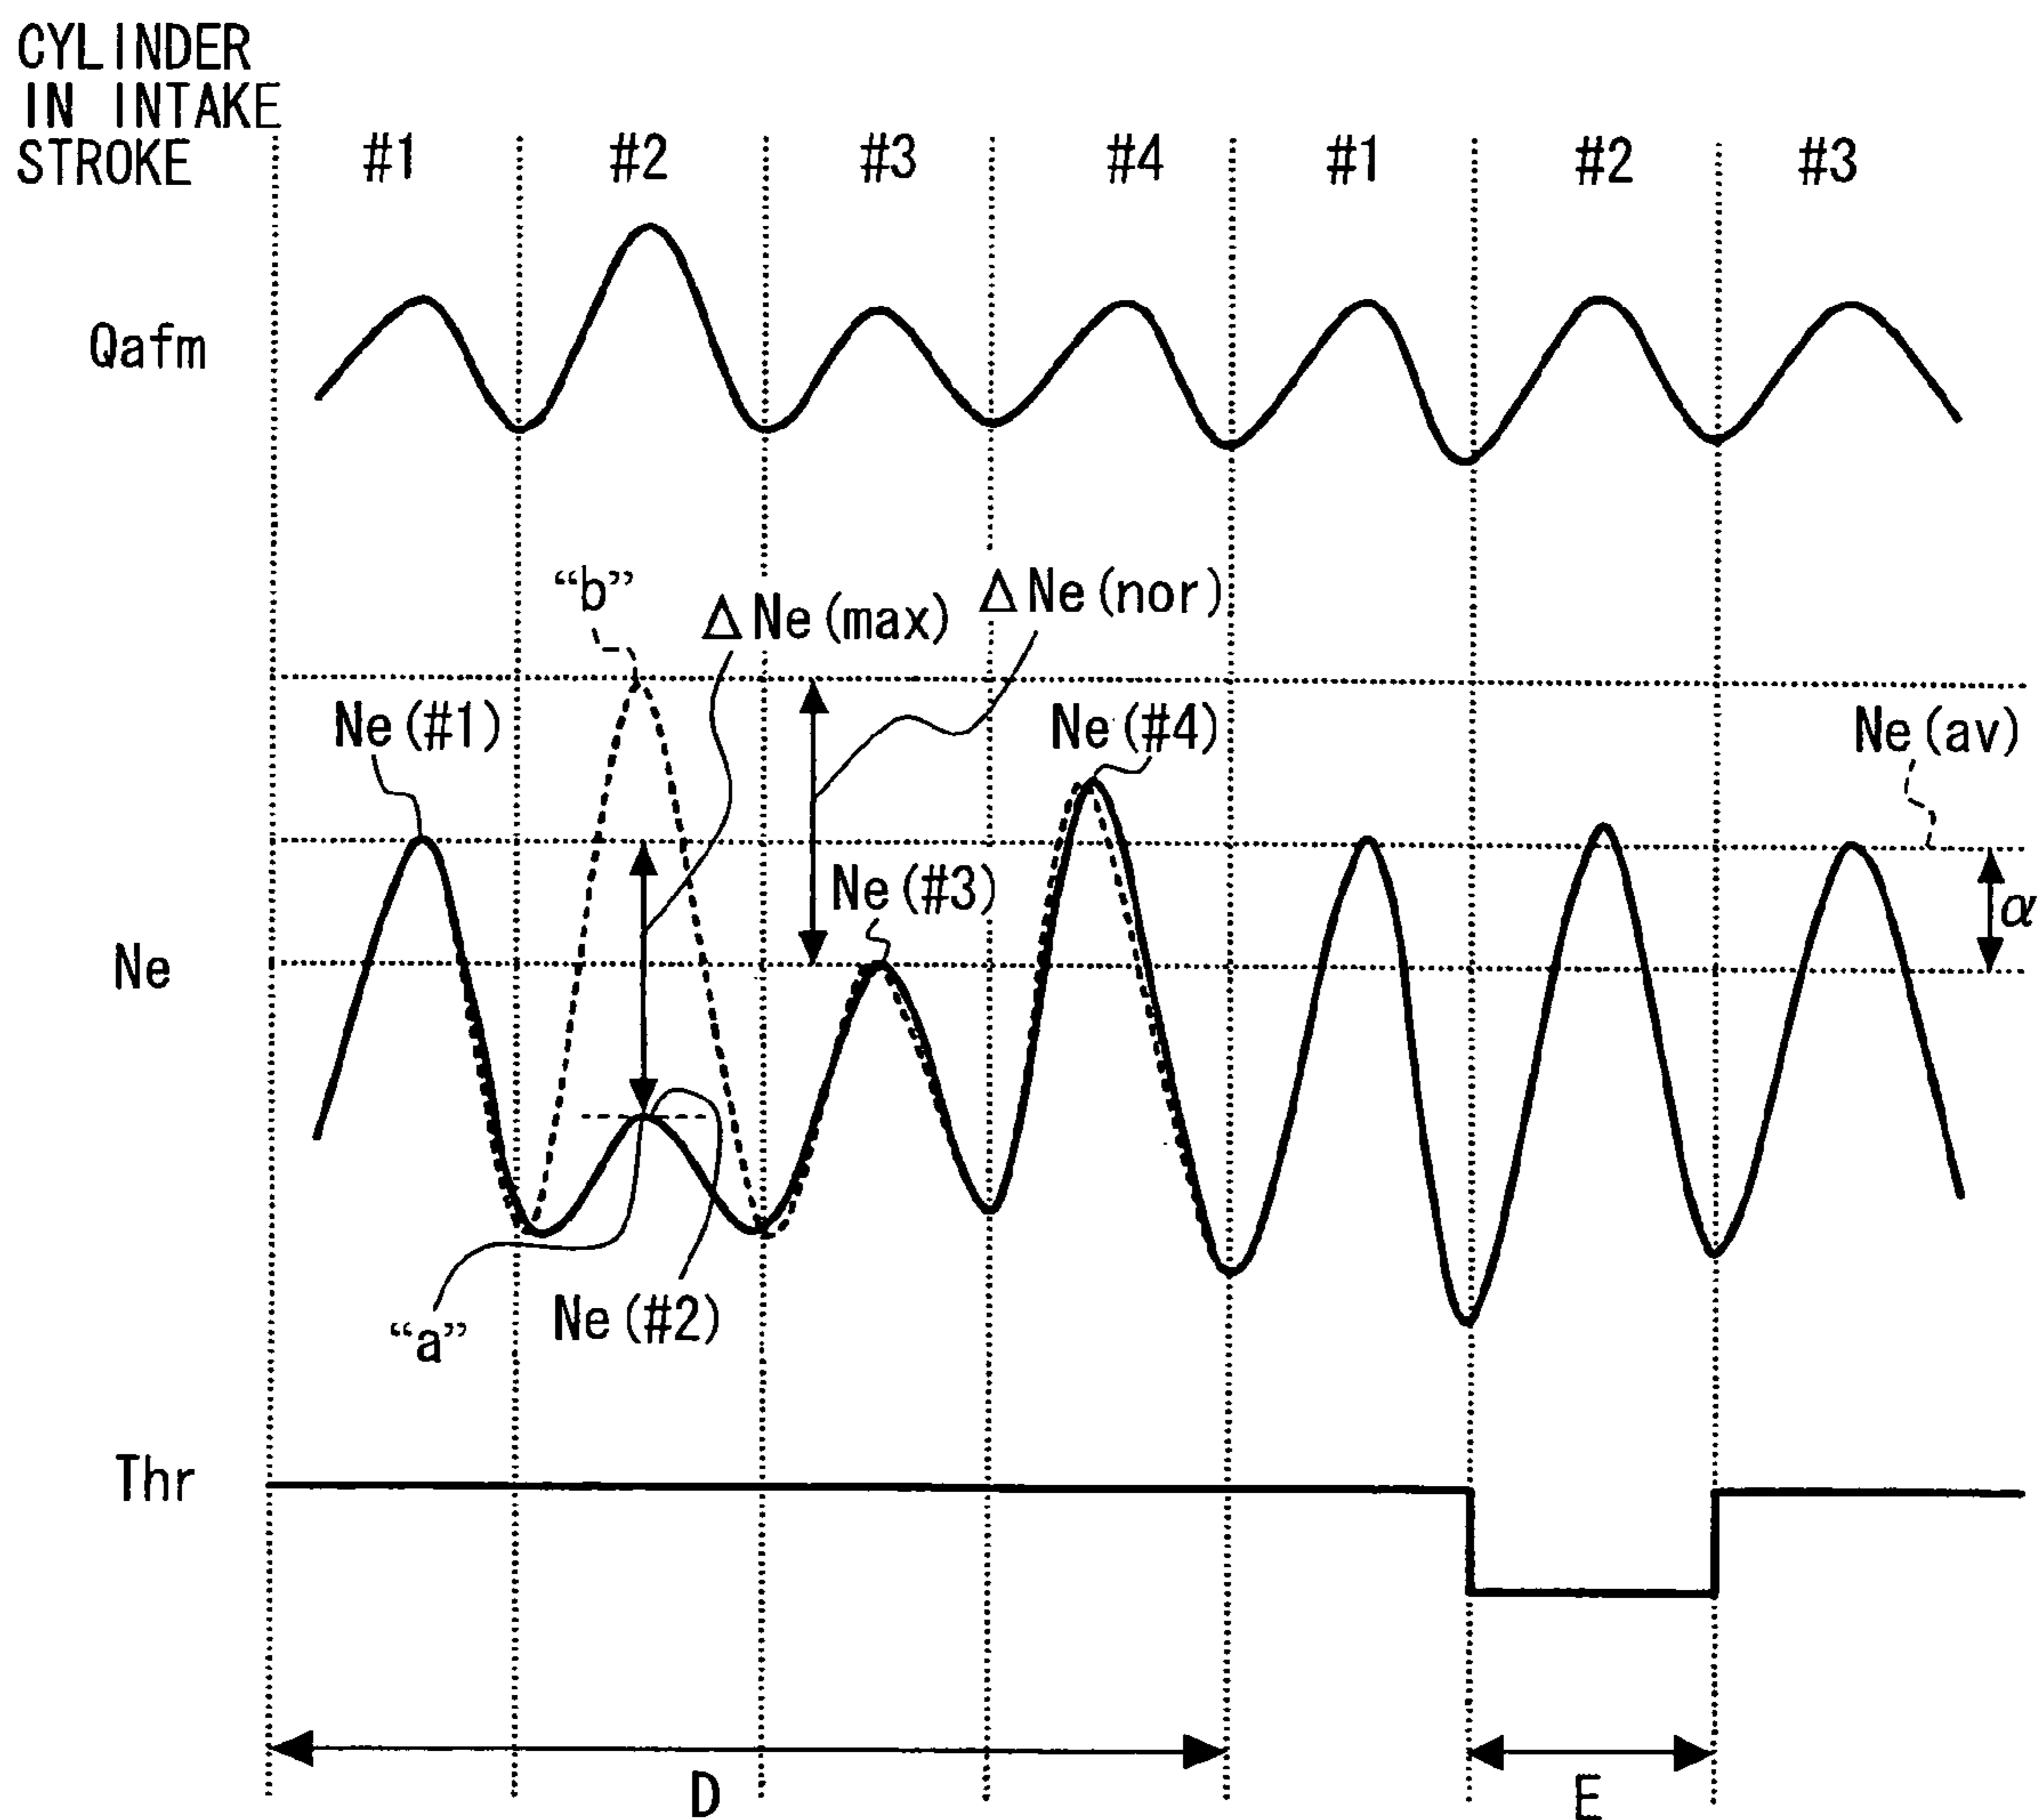 CYLINDER
IN INTAKE
STROKE
#1 #2 #3 #4 #1 #2 #3
Qafm
“b” ΔNe(max) ΔNe(nor)
Ne(#1) Ne(#4) Ne(av)
Ne(#3) α
Ne
“a” Ne(#2)
Thr
D E